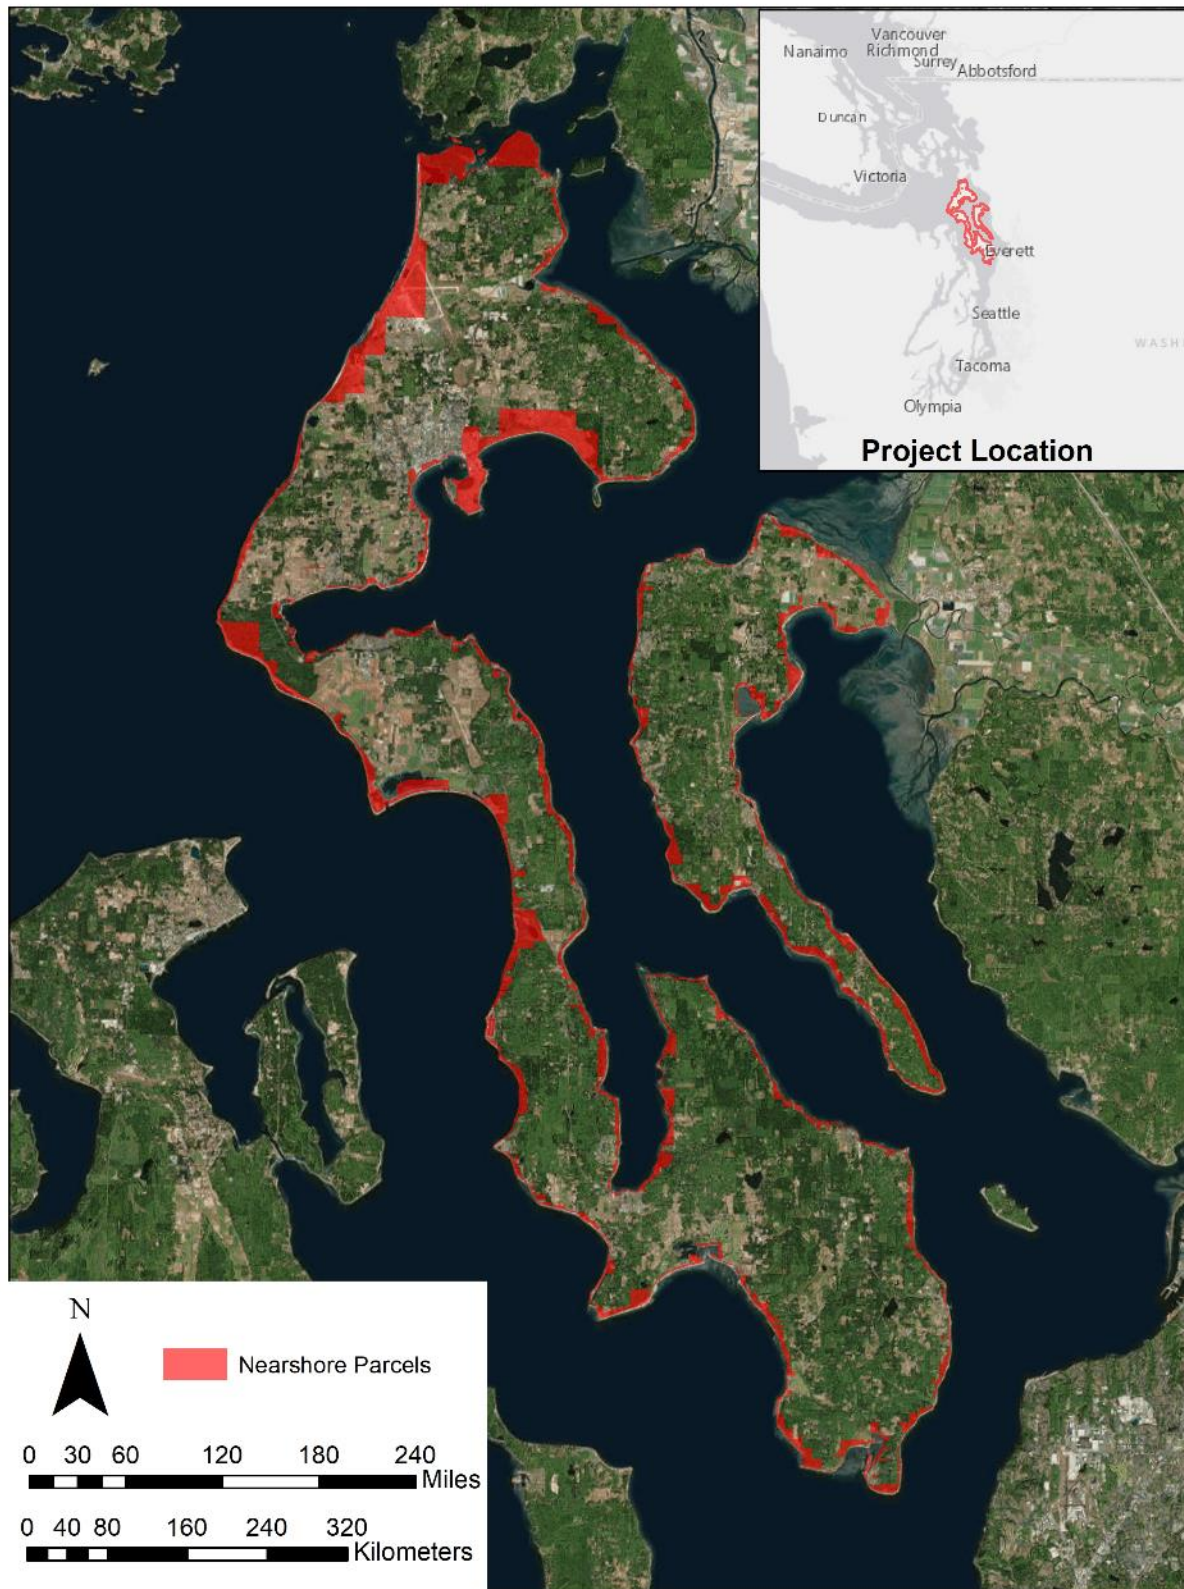 Vancouver
Nanaimo
Richmond
Surrey
Abbotsford
Duncan
Victoria
Everett
Seattle
WASHI
Tacoma
Olympia
Project Location
N
Nearshore Parcels
0 30 60 120 180 240
Miles
0 40 80 160 240 320
Kilometers